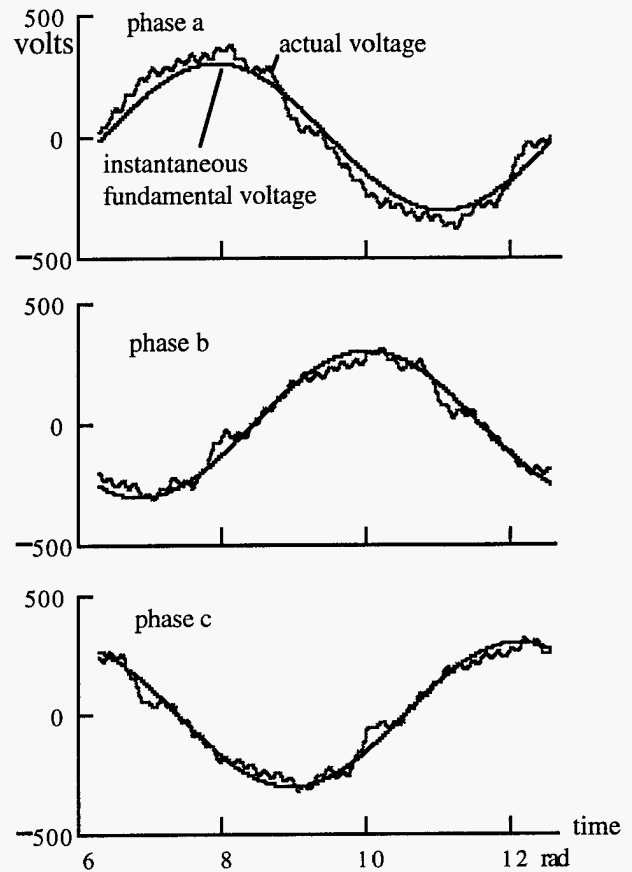 500
volts
phase a
actual voltage
0
instantaneous
fundamental voltage
−500
500
phase b
0
−500
500
phase c
0
−500
time
6 8 10 12 rad